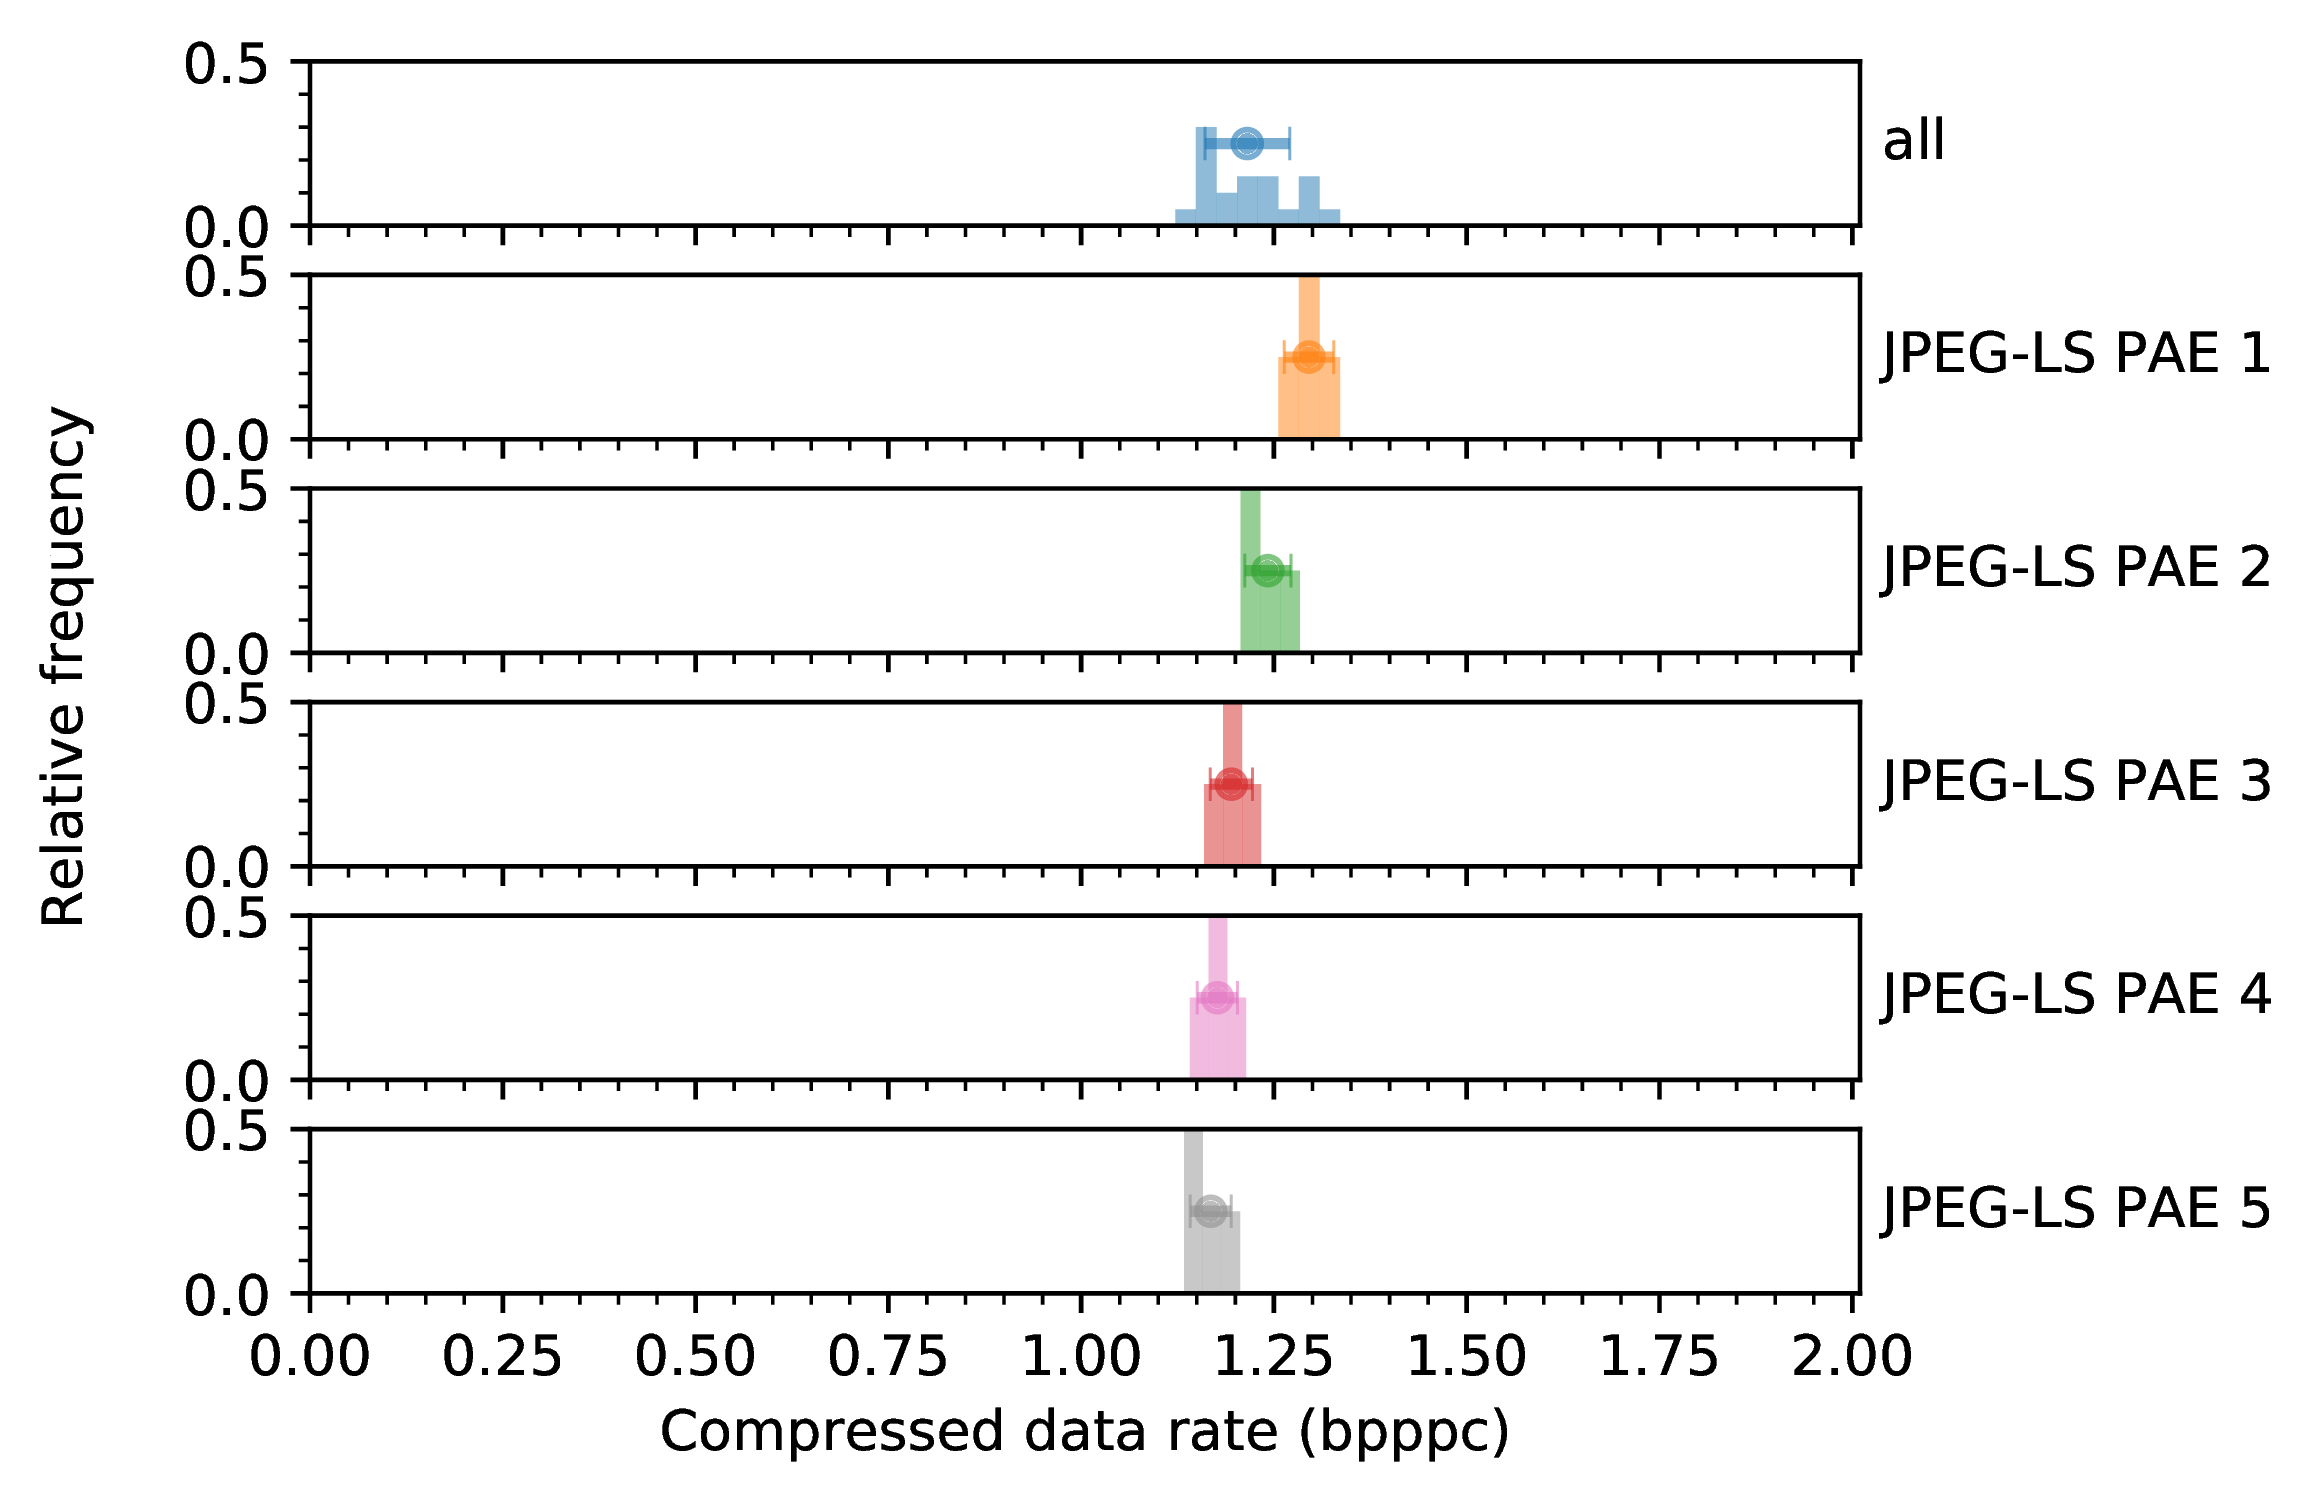 0.5
all
0.0
0.5
JPEG-LS PAE 1
0.0
0.5
JPEG-LS PAE 2
0.0
0.5
JPEG-LS PAE 3
0.0
0.5
JPEG-LS PAE 4
0.0
0.5
JPEG-LS PAE 5
0.0
Relative frequency
0.00 0.25 0.50 0.75 1.00 1.25 1.50 1.75 2.00
Compressed data rate (bpppc)